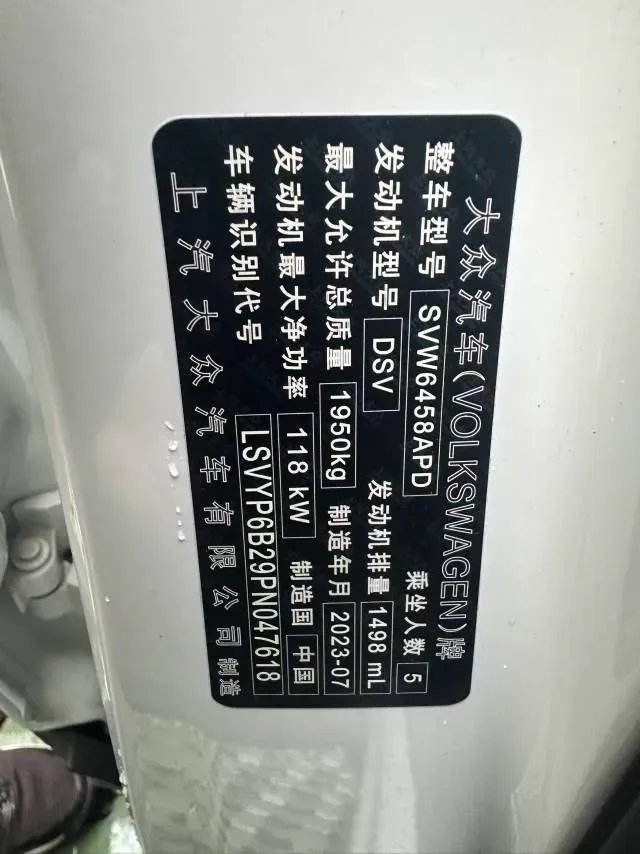 大众汽车(VOLKSWAGEN)牌
整车型号 SVW6458APD 乘坐人数 5
发动机型号 DSV 发动机排量 1498 mL
最大允许总质量 1950kg 制造年月 2023-07
发动机最大净功率 118 kW 制造国 中国
车辆识别代号 LSVYP6B29PN047618
上汽大众汽车有限公司制造